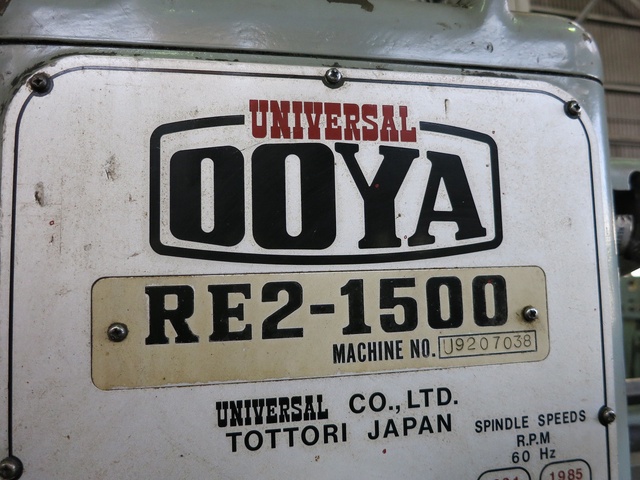 UNIVERSAL
OOYA
RE2-1500
MACHINE NO. U9207038
UNIVERSAL CO., LTD.
TOTTORI JAPAN
SPINDLE SPEEDS
R.P.M
60 Hz
1985